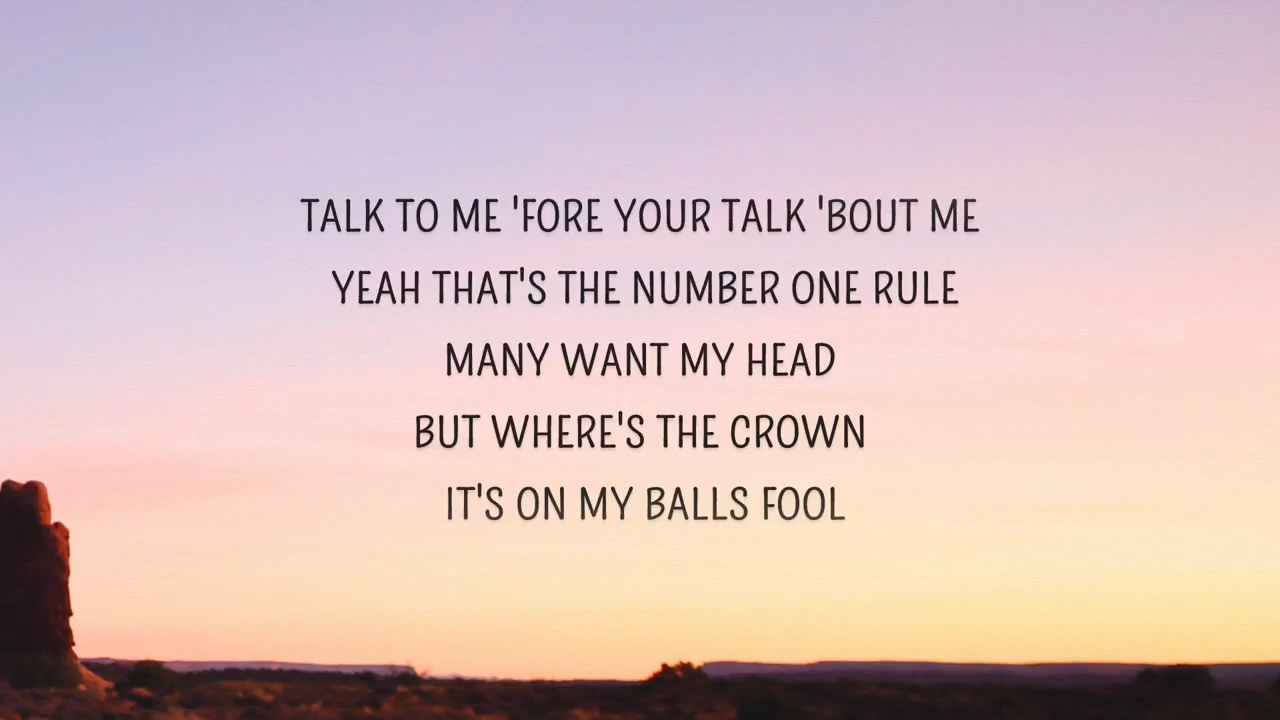 TALK TO ME 'FORE YOUR TALK 'BOUT ME
YEAH THAT'S THE NUMBER ONE RULE
MANY WANT MY HEAD
BUT WHERE'S THE CROWN
IT'S ON MY BALLS FOOL